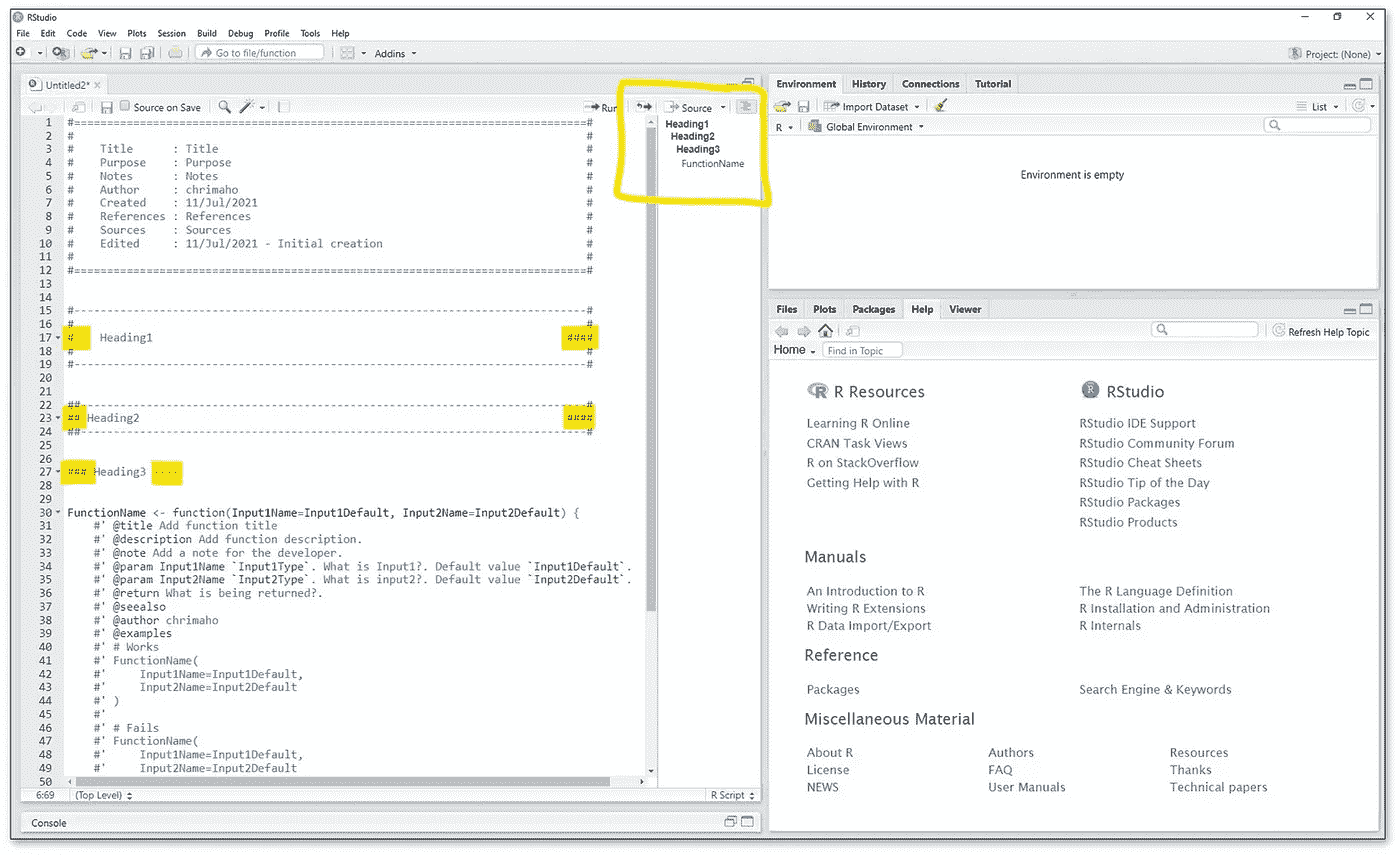 RStudio
File Edit Code View Plots Session Build Debug Profile Tools Help
Go to file/function Addins Project: (None)
Untitled2*
Source on Save Run Source
1 #==============================================================================#
2 # #
3 # Title : Title #
4 # Purpose : Purpose #
5 # Notes : Notes #
6 # Author : chrimaho #
7 # Created : 11/Jul/2021 #
8 # References : References #
9 # Sources : Sources #
10 # Edited : 11/Jul/2021 - Initial creation #
11 # #
12 #==============================================================================#
13
14
15 #------------------------------------------------------------------------------#
16 # #
17 # Heading1 ####
18 # #
19 #------------------------------------------------------------------------------#
20
21
22 ##-----------------------------------------------------------------------------#
23 ## Heading2 ####
24 ##-----------------------------------------------------------------------------#
25
26
27 ### Heading3 ----
28
29
30 FunctionName <- function(Input1Name=Input1Default, Input2Name=Input2Default) {
31 #' @title Add function title
32 #' @description Add function description.
33 #' @note Add a note for the developer.
34 #' @param Input1Name `Input1Type`. What is Input1?. Default value `Input1Default`.
35 #' @param Input2Name `Input2Type`. What is input2?. Default value `Input2Default`.
36 #' @return What is being returned?.
37 #' @seealso
38 #' @author chrimaho
39 #' @examples
40 #' # Works
41 #' FunctionName(
42 #' Input1Name=Input1Default,
43 #' Input2Name=Input2Default
44 #' )
45 #'
46 #' # Fails
47 #' FunctionName(
48 #' Input1Name=Input1Default,
49 #' Input2Name=Input2Default
50
6:69 (Top Level) R Script
Console
Heading1
Heading2
Heading3
FunctionName
Environment History Connections Tutorial
Import Dataset List
R Global Environment
Environment is empty
Files Plots Packages Help Viewer
Refresh Help Topic
Home Find in Topic
R Resources
Learning R Online
CRAN Task Views
R on StackOverflow
Getting Help with R
RStudio
RStudio IDE Support
RStudio Community Forum
RStudio Cheat Sheets
RStudio Tip of the Day
RStudio Packages
RStudio Products
Manuals
An Introduction to R The R Language Definition
Writing R Extensions R Installation and Administration
R Data Import/Export R Internals
Reference
Packages Search Engine & Keywords
Miscellaneous Material
About R Authors Resources
License FAQ Thanks
NEWS User Manuals Technical papers